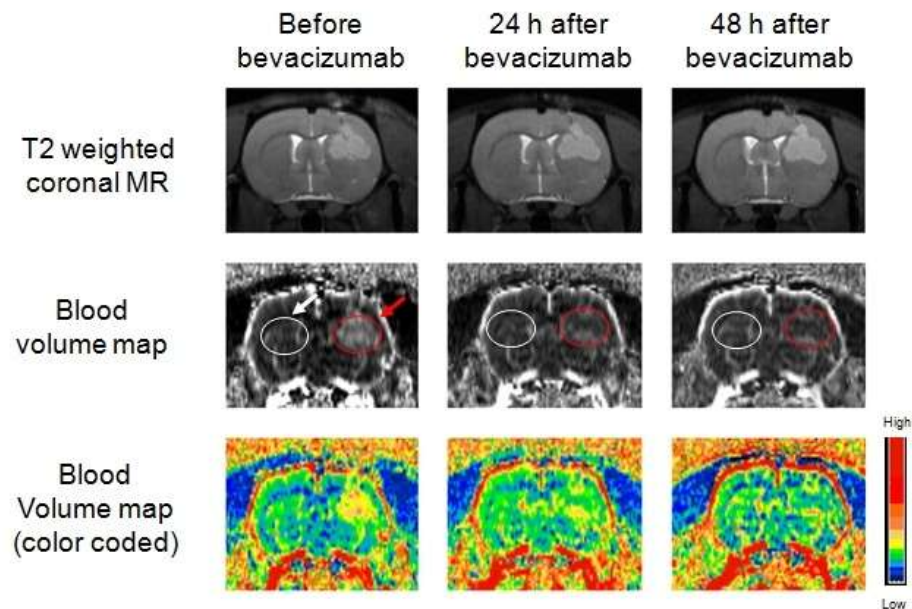 Before
bevacizumab
24 h after
bevacizumab
48 h after
bevacizumab
T2 weighted
coronal MR
Blood
volume map
Blood
Volume map
(color coded)
High
Low